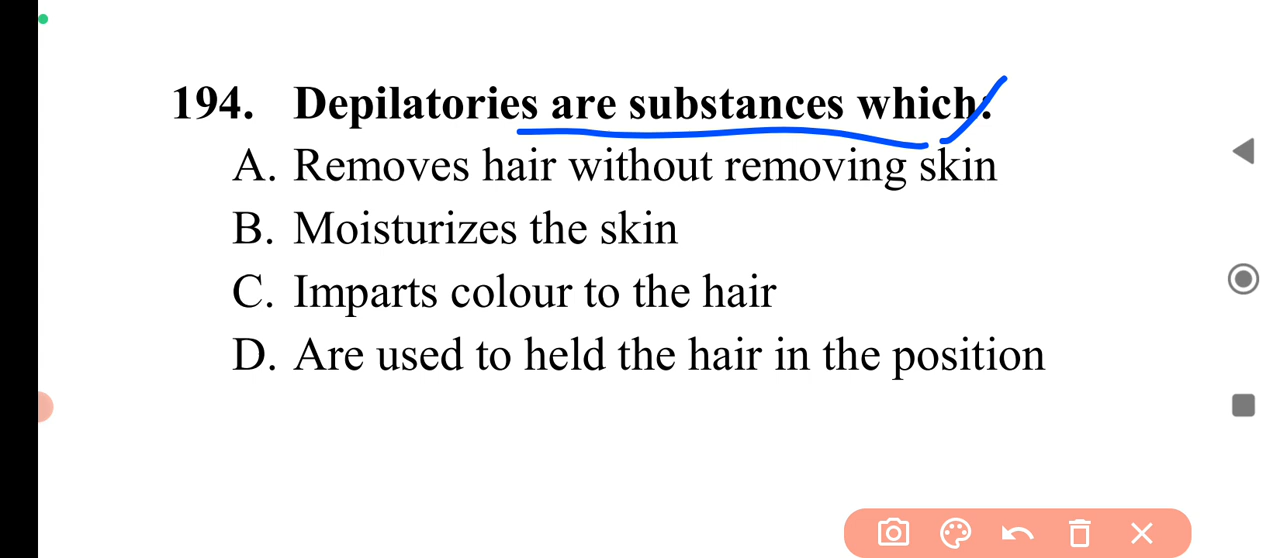 194. Depilatories are substances which:
A. Removes hair without removing skin
B. Moisturizes the skin
C. Imparts colour to the hair
D. Are used to held the hair in the position